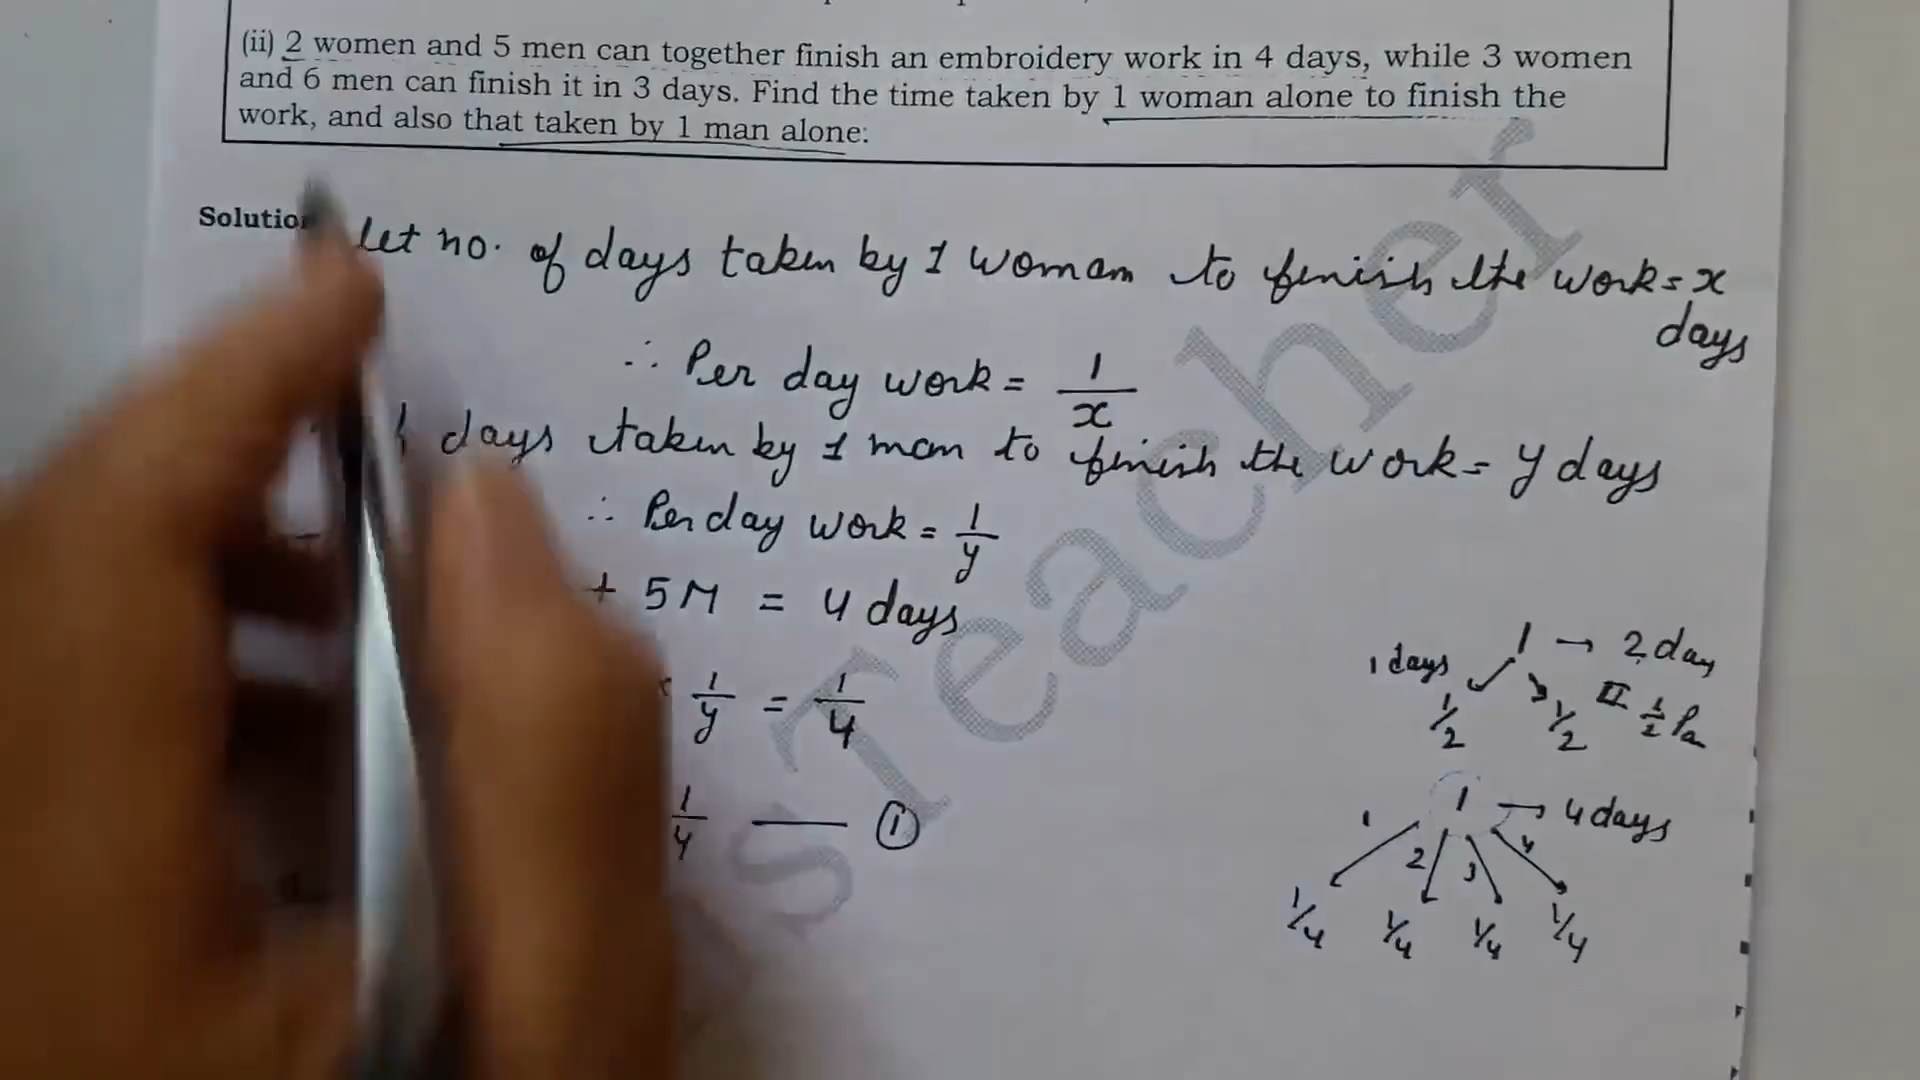 (ii) 2 women and 5 men can together finish an embroidery work in 4 days, while 3 women
and 6 men can finish it in 3 days. Find the time taken by 1 woman alone to finish the
work, and also that taken by 1 man alone:
Solution
Let no. of days taken by 1 woman to finish the work = x
days
∴ Per day work = 1/x
days taken by 1 man to finish the work = y days
∴ Per day work = 1/y
+ 5M = 4 days
1/y = 1/4
1/4 — ①
1 → 2 day
1 days
1/2 1/2 II 1/2
1 → 4 days
1 2 3 4
1/4 1/4 1/4 1/4
sTeacher